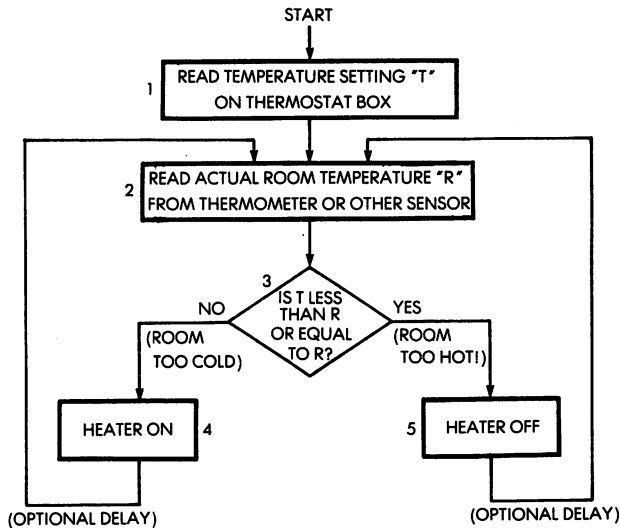 START
1
READ TEMPERATURE SETTING "T"
ON THERMOSTAT BOX
2
READ ACTUAL ROOM TEMPERATURE "R"
FROM THERMOMETER OR OTHER SENSOR
3
IS T LESS
THAN R
OR EQUAL
TO R?
NO
(ROOM
TOO COLD)
YES
(ROOM
TOO HOT!)
HEATER ON
4
5
HEATER OFF
(OPTIONAL DELAY)
(OPTIONAL DELAY)